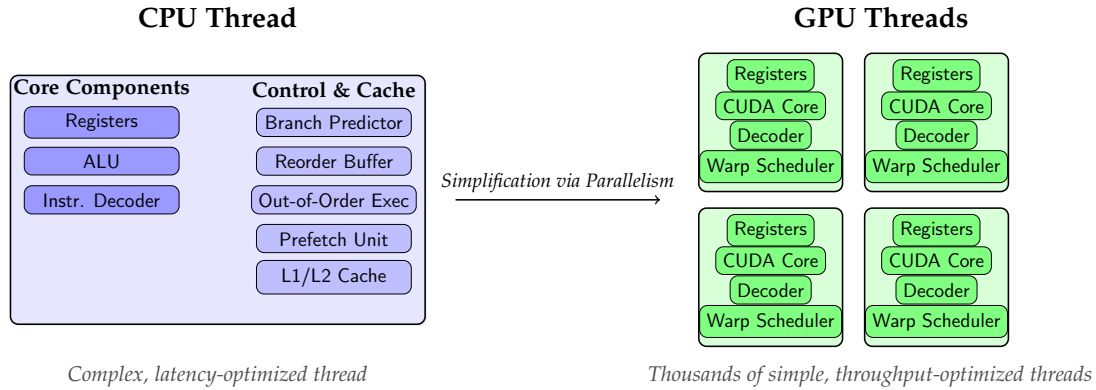 CPU Thread
GPU Threads
Core Components
Registers
ALU
Instr. Decoder
Control & Cache
Branch Predictor
Reorder Buffer
Out-of-Order Exec
Prefetch Unit
L1/L2 Cache
Simplification via Parallelism
Registers
CUDA Core
Decoder
Warp Scheduler
Registers
CUDA Core
Decoder
Warp Scheduler
Registers
CUDA Core
Decoder
Warp Scheduler
Registers
CUDA Core
Decoder
Warp Scheduler
Complex, latency-optimized thread
Thousands of simple, throughput-optimized threads